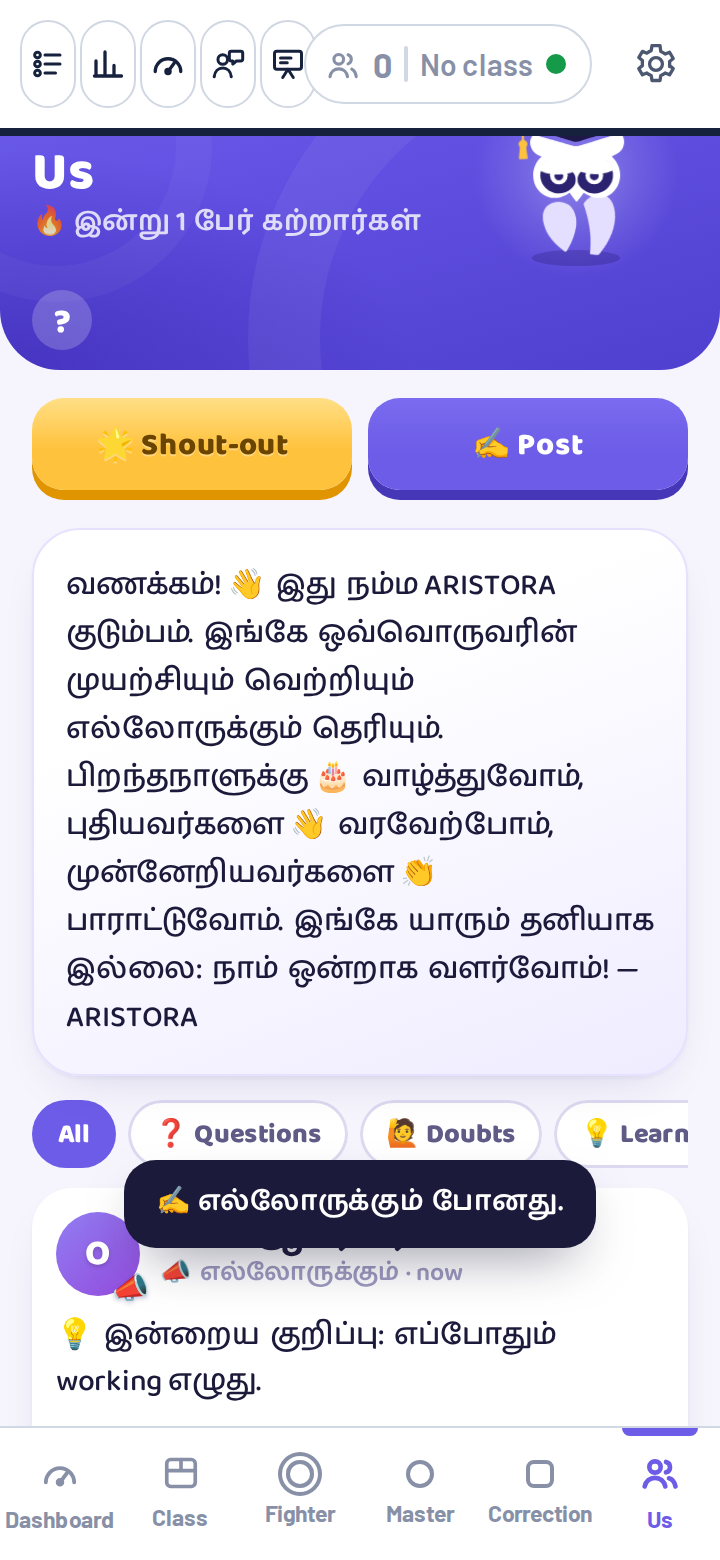 0 | No class
Us
🔥 இன்று 1 பேர் கற்றார்கள்
?
🌟 Shout-out
✍️ Post
வணக்கம்! 👋 இது நம்ம ARISTORA
குடும்பம். இங்கே ஒவ்வொருவரின்
முயற்சியும் வெற்றியும்
எல்லோருக்கும் தெரியும்.
பிறந்தநாளுக்கு 🎂 வாழ்த்துவோம்,
புதியவர்களை 👋 வரவேற்போம்,
முன்னேறியவர்களை 👏
பாராட்டுவோம். இங்கே யாரும் தனியாக
இல்லை: நாம் ஒன்றாக வளர்வோம்! —
ARISTORA
All
❓ Questions
🙋 Doubts
💡 Learn
✍️ எல்லோருக்கும் போனது.
O
📣 எல்லோருக்கும் · now
💡 இன்றைய குறிப்பு: எப்போதும்
working எழுது.
Dashboard
Class
Fighter
Master
Correction
Us